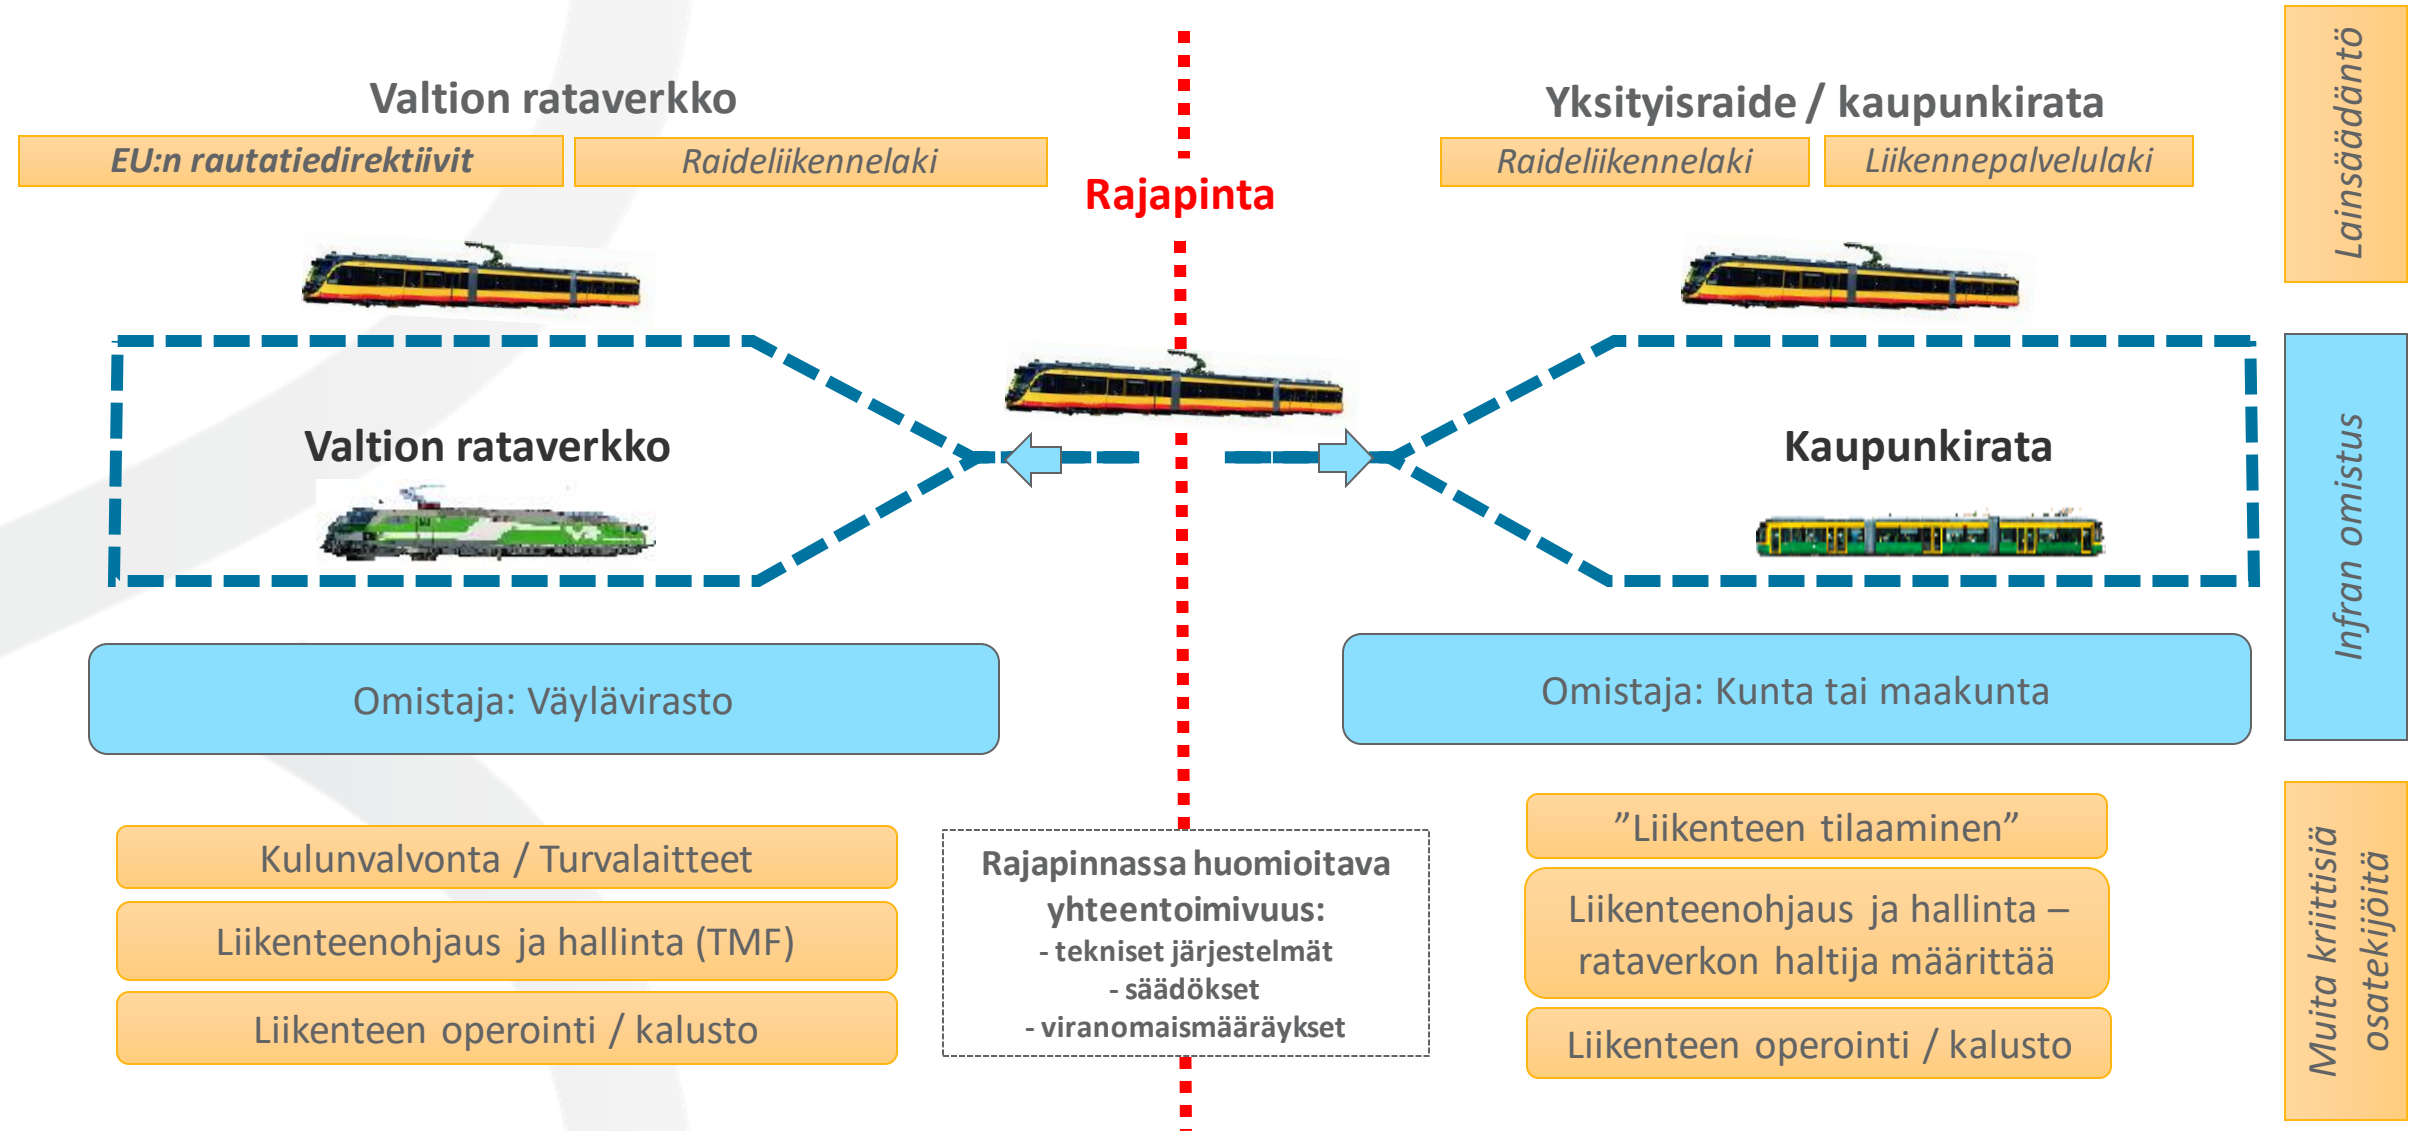 Valtion rataverkko
EU:n rautatiedirektiivit
Raideliikennelaki
Rajapinta
Yksityisraide / kaupunkirata
Raideliikennelaki
Liikennepalvelulaki
Lainsäädäntö
Valtion rataverkko
Kaupunkirata
Infran omistus
Omistaja: Väylävirasto
Omistaja: Kunta tai maakunta
Kulunvalvonta / Turvalaitteet
Liikenteenohjaus ja hallinta (TMF)
Liikenteen operointi / kalusto
Rajapinnassa huomioitava
yhteentoimivuus:
- tekniset järjestelmät
- säädökset
- viranomaismääräykset
”Liikenteen tilaaminen”
Liikenteenohjaus ja hallinta –
rataverkon haltija määrittää
Liikenteen operointi / kalusto
Muita kriittisiä
osatekijöitä